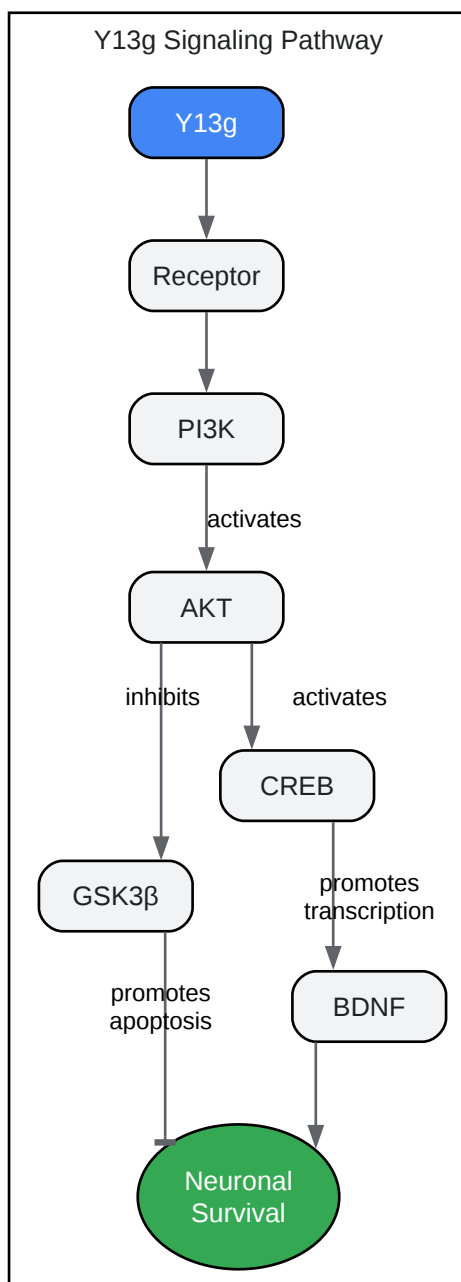 Y13g Signaling Pathway
Y13g
Receptor
PI3K
activates
AKT
inhibits
activates
CREB
GSK3β
promotes
transcription
promotes
apoptosis
BDNF
Neuronal
Survival